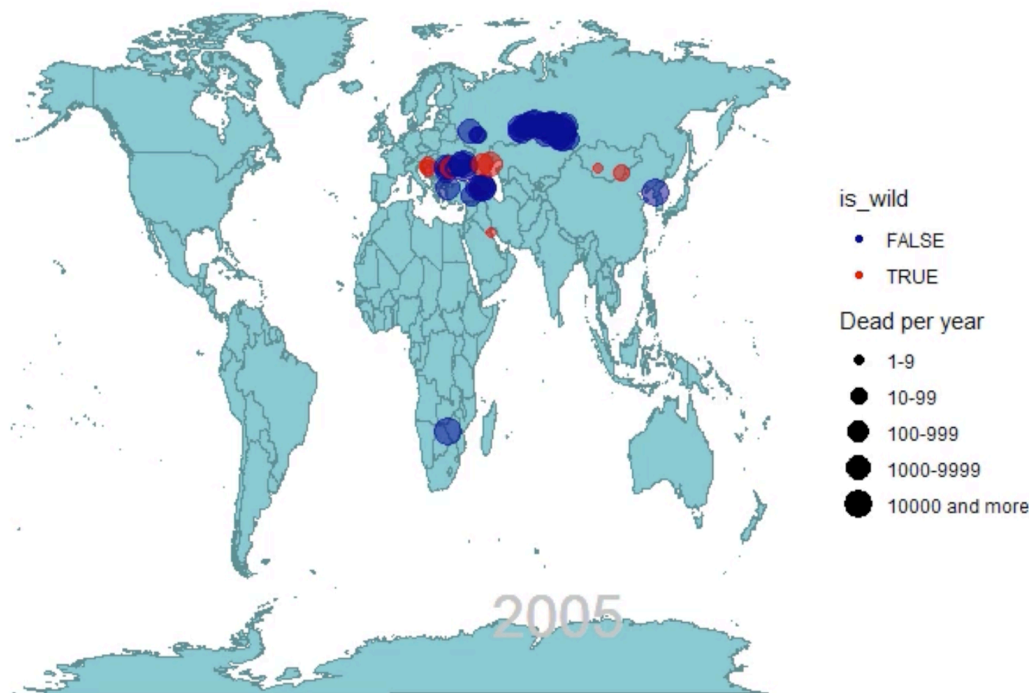 is_wild
FALSE
TRUE
Dead per year
1-9
10-99
100-999
1000-9999
10000 and more
2005